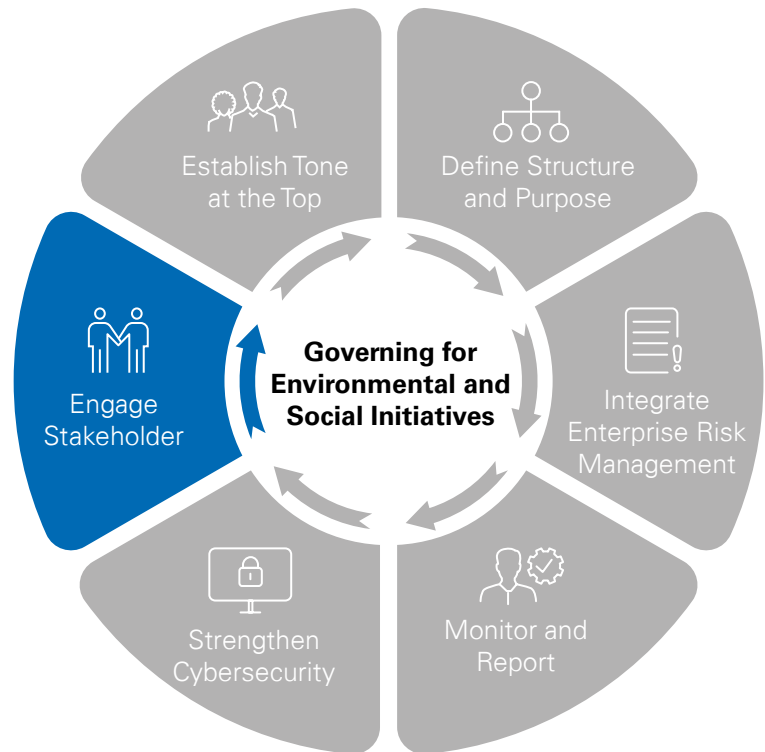 Establish Tone
at the Top
Define Structure
and Purpose
Engage
Stakeholder
Governing for
Environmental and
Social Initiatives
Integrate
Enterprise Risk
Management
Strengthen
Cybersecurity
Monitor and
Report